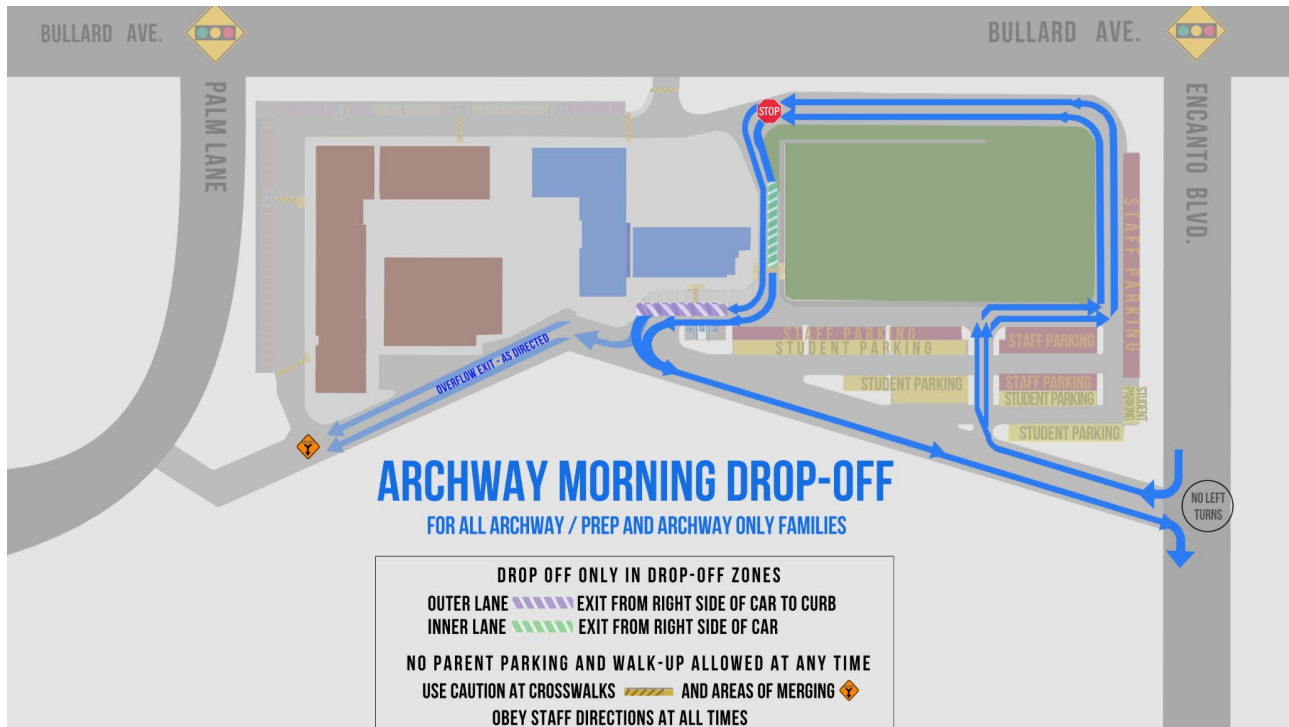 BULLARD AVE.
BULLARD AVE.
PALM LANE
ENCANTO BLVD.
STOP
STAFF PARKING
STAFF PARKING
STUDENT PARKING
STAFF PARKING
STUDENT PARKING
STAFF PARKING
STUDENT PARKING
STUDENT PARKING
STUDENT PARKING
OVERFLOW EXIT - AS DIRECTED
NO LEFT
TURNS
ARCHWAY MORNING DROP-OFF
FOR ALL ARCHWAY / PREP AND ARCHWAY ONLY FAMILIES
DROP OFF ONLY IN DROP-OFF ZONES
OUTER LANE EXIT FROM RIGHT SIDE OF CAR TO CURB
INNER LANE EXIT FROM RIGHT SIDE OF CAR
NO PARENT PARKING AND WALK-UP ALLOWED AT ANY TIME
USE CAUTION AT CROSSWALKS AND AREAS OF MERGING
OBEY STAFF DIRECTIONS AT ALL TIMES